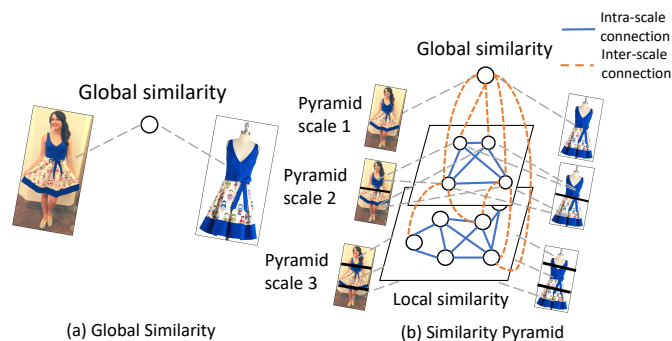 Global similarity
(a) Global Similarity
Intra-scale
connection
Inter-scale
connection
Global similarity
Pyramid
scale 1
Pyramid
scale 2
Pyramid
scale 3
Local similarity
(b) Similarity Pyramid